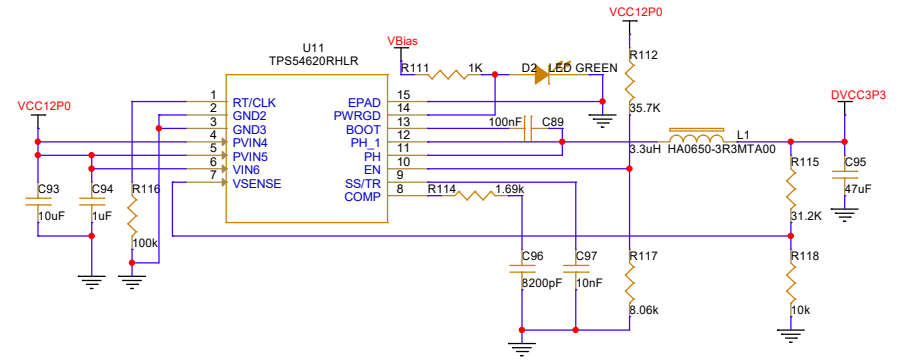 VCC12P0
VBias
U11
TPS54620RHLR
R111
1K
D2
LED GREEN
R112
35.7K
VCC12P0
DVCC3P3
1
RT/CLK
2
GND2
3
GND3
4
PVIN4
5
PVIN5
6
VIN6
7
VSENSE
EPAD
15
PWRGD
14
BOOT
13
PH_1
12
PH
11
EN
10
SS/TR
9
COMP
8
100nF
C89
L1
3.3uH
HA0650-3R3MTA00
R115
31.2K
C95
47uF
C93
10uF
C94
1uF
R116
100k
R114
1.69k
C96
8200pF
C97
10nF
R117
8.06k
R118
10k